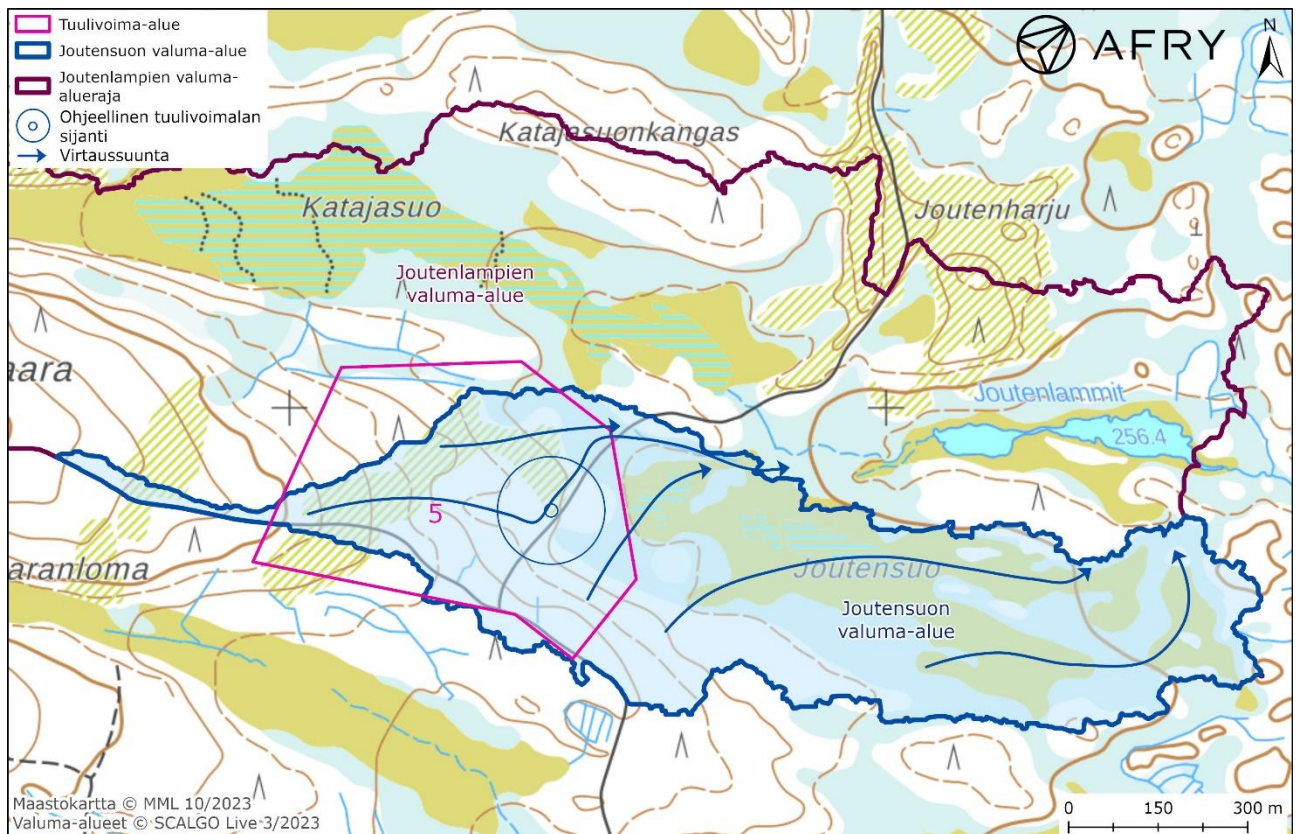 Tuulivoima-alue
Joutensuon valuma-alue
Joutenlampien valuma-
alueraja
Ohjeellinen tuulivoimalan
sijanti
Virtaussuunta
AFRY
N
Katajasuonkangas
Katajasuo
Joutenharju
Joutenlampien
valuma-alue
aara
Joutenlammit
256.4
5
aranloma
Joutensuo
Joutensuon
valuma-alue
Maastokartta © MML 10/2023
Valuma-alueet © SCALGO Live 3/2023
0 150 300 m